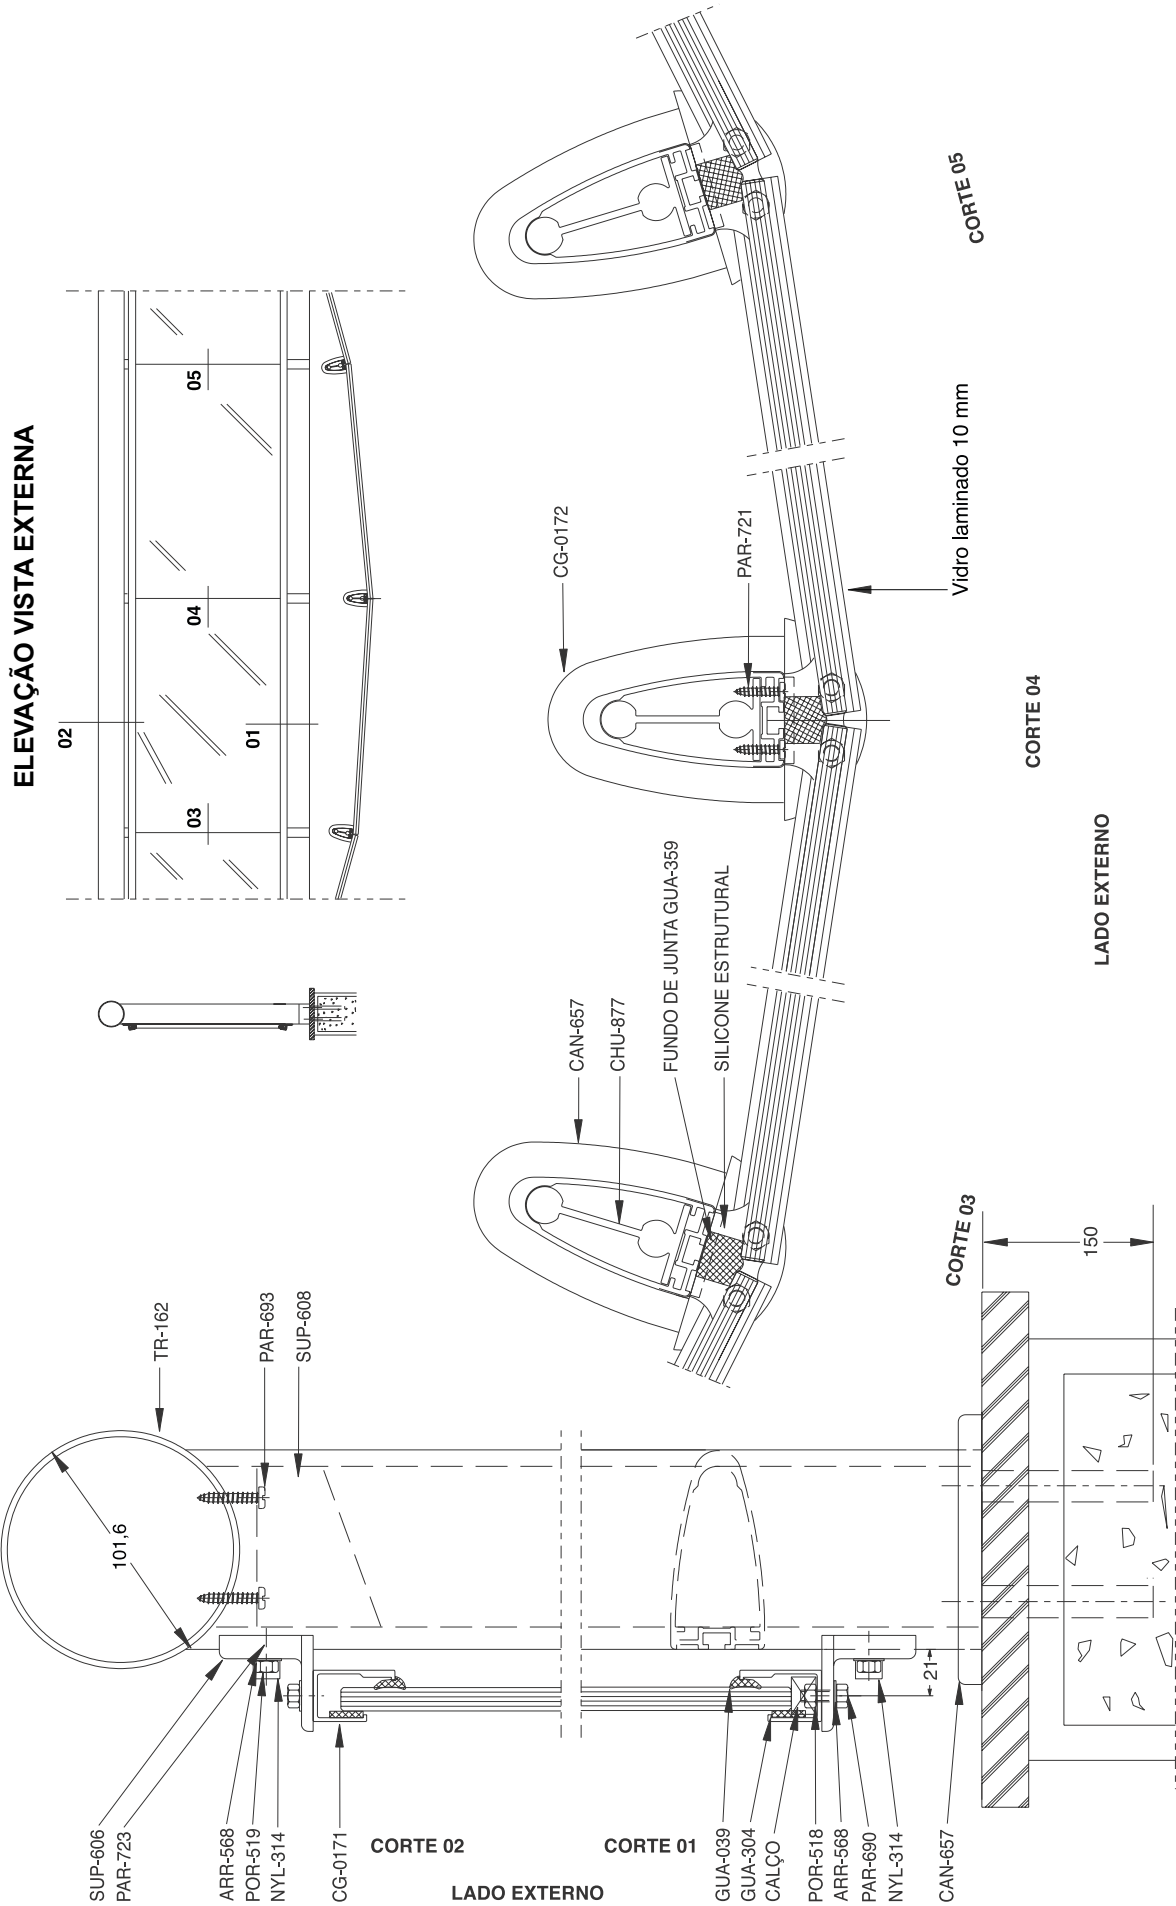 ELEVAÇÃO VISTA EXTERNA
02
01
03
04
05
TR-162
PAR-693
SUP-608
101,6
SUP-606
PAR-723
ARR-568
POR-519
NYL-314
CG-0171
CORTE 02
LADO EXTERNO
CORTE 01
GUA-039
GUA-304
CALÇO
POR-518
ARR-568
PAR-690
NYL-314
CAN-657
21
150
CAN-657
CHU-877
FUNDO DE JUNTA GUA-359
SILICONE ESTRUTURAL
CORTE 03
CG-0172
PAR-721
Vidro laminado 10 mm
CORTE 04
LADO EXTERNO
CORTE 05